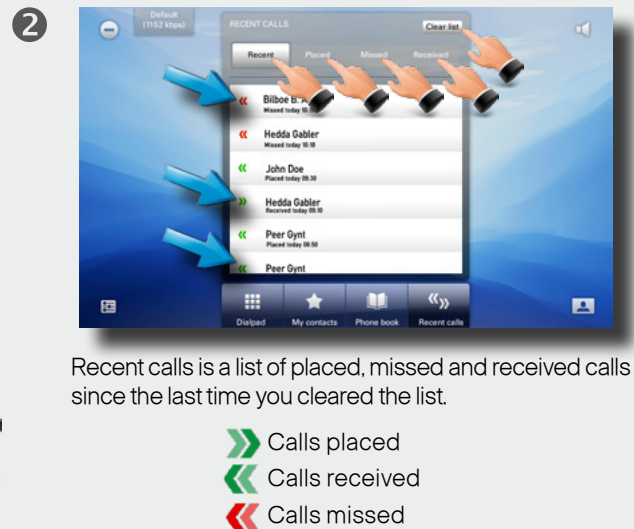 2
Default
(1152 kbps)
RECENT CALLS
Clear list
Recent Placed Missed Received
Bilboe B.
Missed today
Hedda Gabler
Missed today 10:18
John Doe
Placed today 09:30
Hedda Gabler
Received today 09:10
Peer Gynt
Placed today 08:50
Peer Gynt
Dialpad My contacts Phone book Recent calls
Recent calls is a list of placed, missed and received calls
since the last time you cleared the list.
Calls placed
Calls received
Calls missed